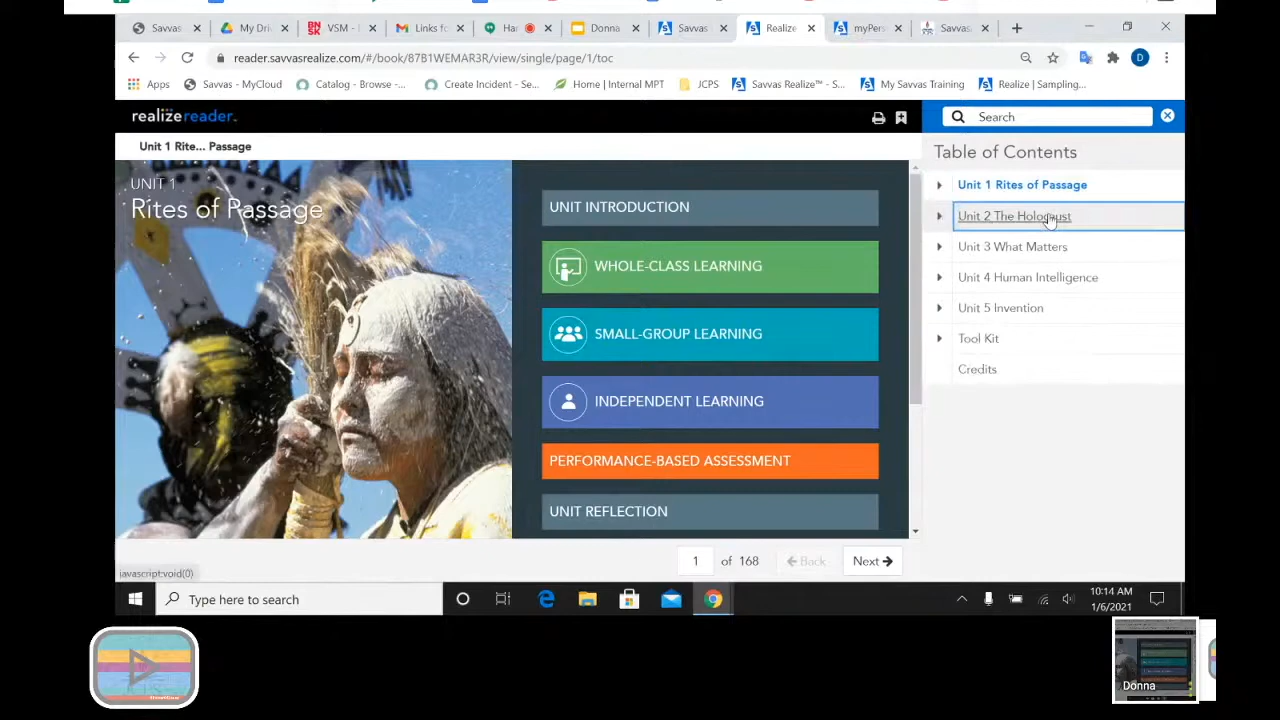 Savvas
My Driv
VSM - I
Links fo
Ha
Donna
Savvas
Realize
myPers
Savvas
reader.savvasrealize.com/#/book/87B1WEMAR3R/view/single/page/1/toc
D
Apps
Savvas - MyCloud
Catalog - Browse -...
Create Incident - Se...
Home | Internal MPT
JCPS
Savvas Realize™ - S...
My Savvas Training
Realize | Sampling...
realizereader.
Search
Unit 1 Rite... Passage
Table of Contents
UNIT 1
Rites of Passage
UNIT INTRODUCTION
WHOLE-CLASS LEARNING
SMALL-GROUP LEARNING
INDEPENDENT LEARNING
PERFORMANCE-BASED ASSESSMENT
UNIT REFLECTION
Unit 1 Rites of Passage
Unit 2 The Holocaust
Unit 3 What Matters
Unit 4 Human Intelligence
Unit 5 Invention
Tool Kit
Credits
1 of 168
Back
Next
javascript:void(0)
Type here to search
10:14 AM
1/6/2021
Donna